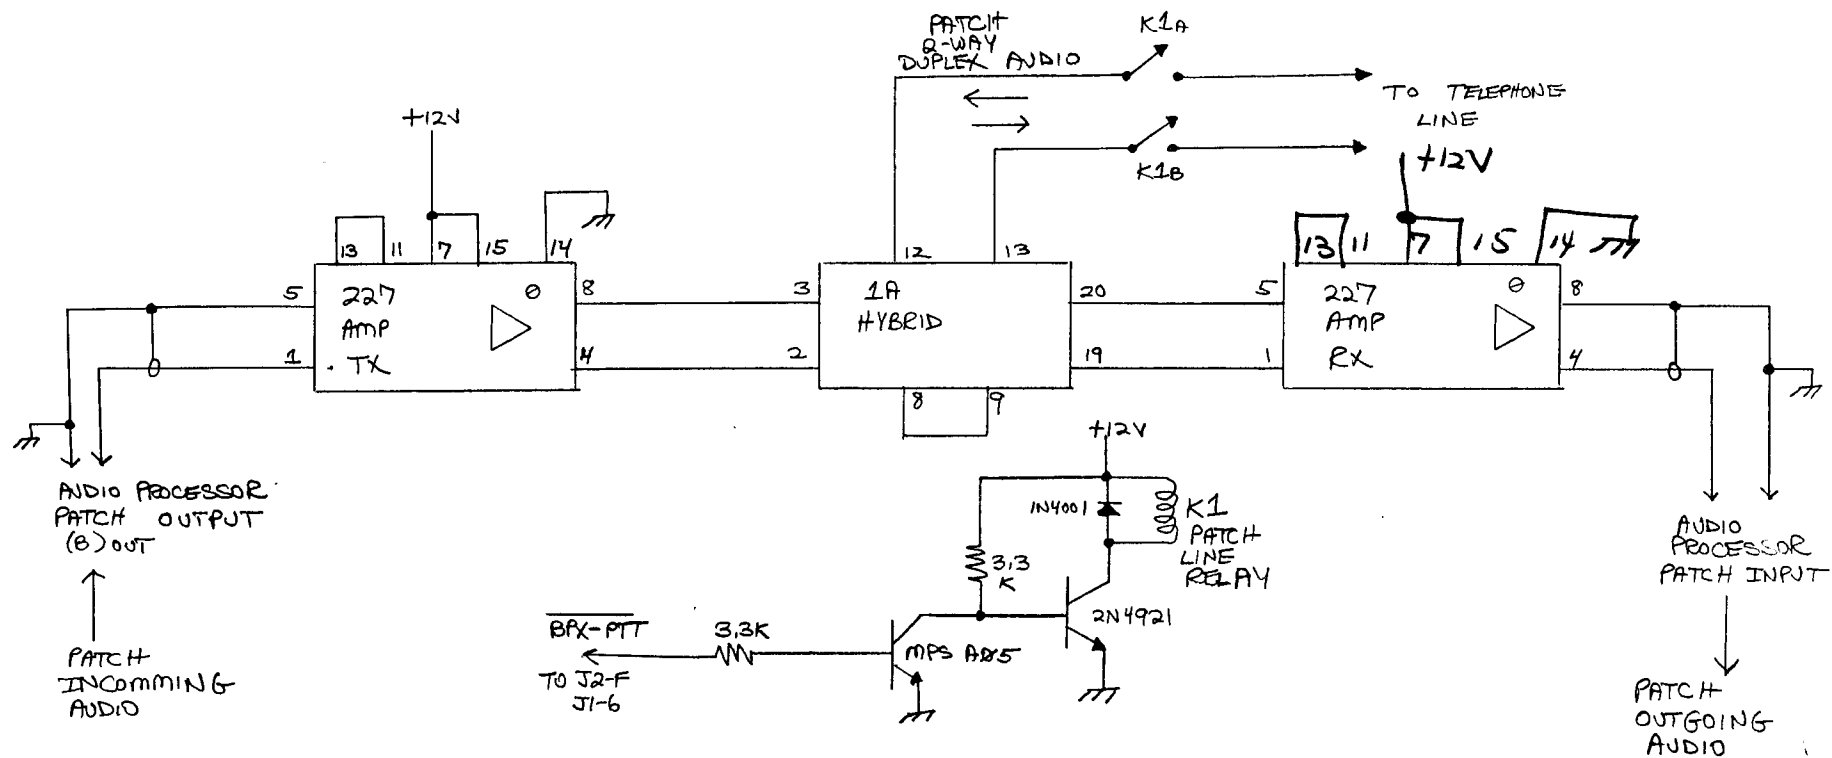 PATCH
2-WAY
DUPLEX AUDIO
K1A
K1B
TO TELEPHONE
LINE
+12V
+12V
13 11 7 15 14
12 13
13 11 7 15 14
5 227 θ 8
AMP
1 . TX 4
3 1A 20
HYBRID
2 19
8 9
5 227 θ 8
AMP
1 RX 4
AUDIO PROCESSOR
PATCH OUTPUT
(B) OUT
PATCH
INCOMMING
AUDIO
+12V
1N4001
K1
PATCH
LINE
RELAY
3.3
K
2N4921
BPX-PTT
3.3K
MPS AØ5
TO J2-F
J1-6
AUDIO
PROCESSOR
PATCH INPUT
PATCH
OUTGOING
AUDIO